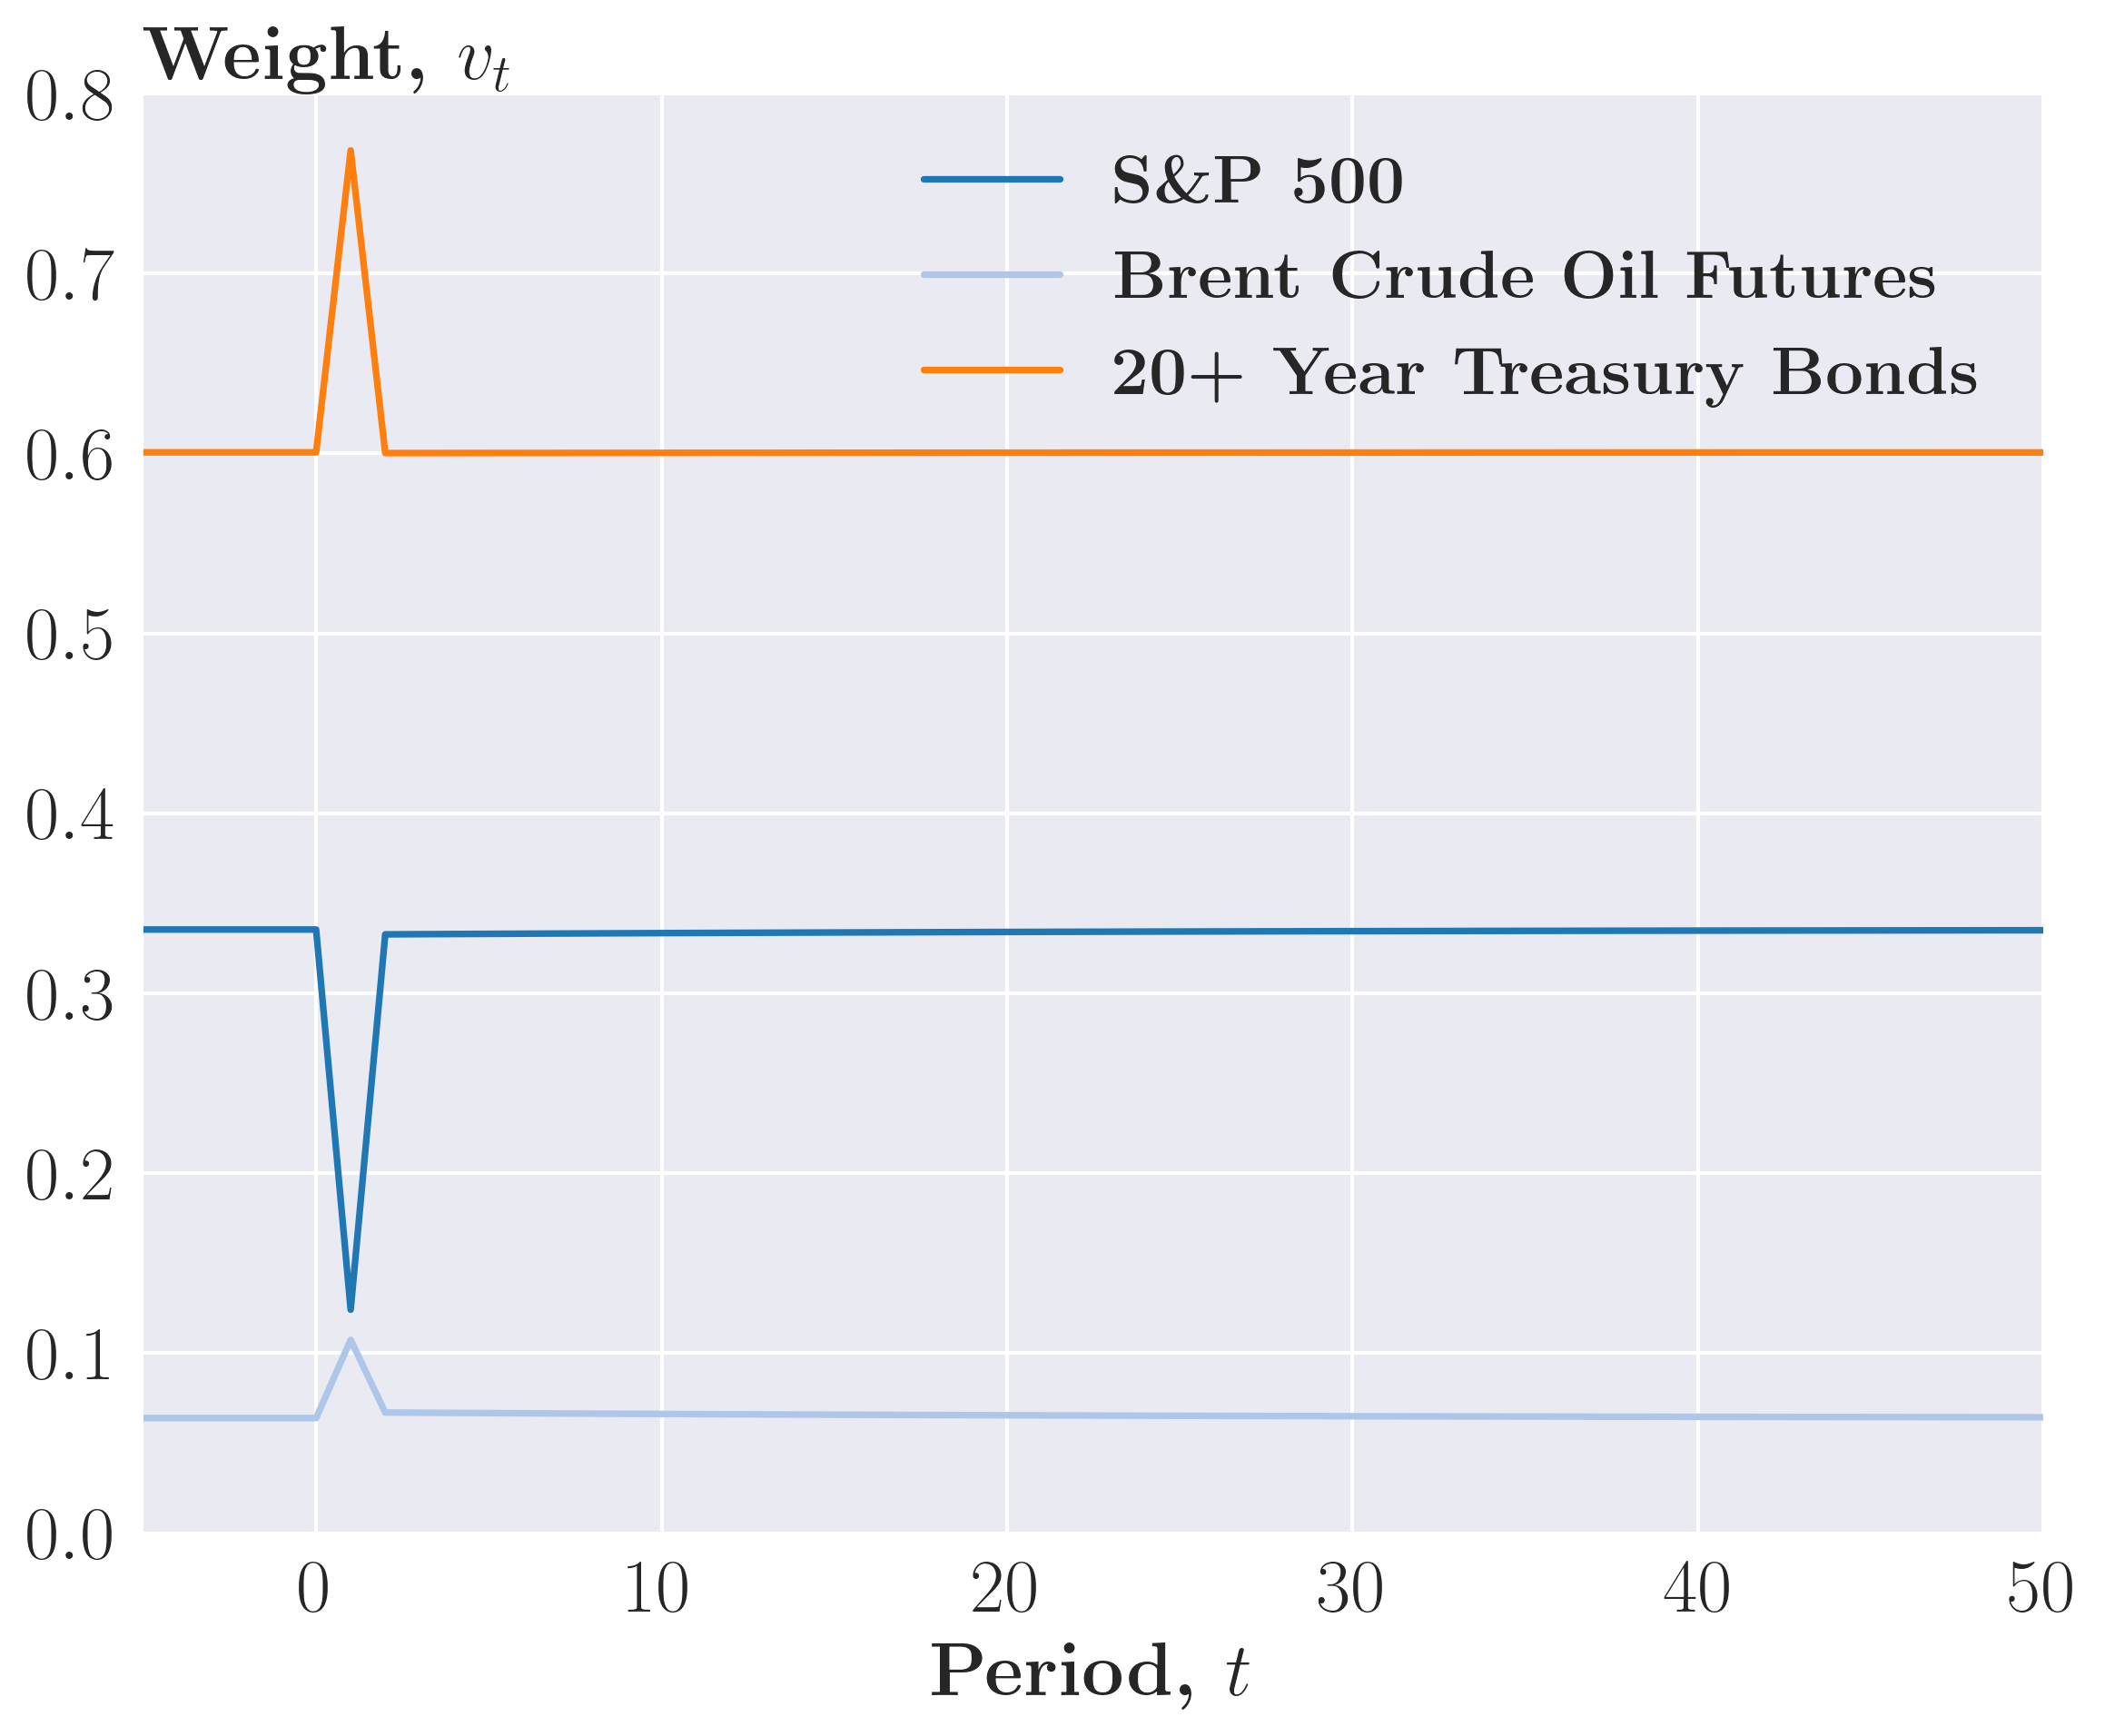 Weight, v_t
0.8
0.7
0.6
0.5
0.4
0.3
0.2
0.1
0.0
S&P 500
Brent Crude Oil Futures
20+ Year Treasury Bonds
0 10 20 30 40 50
Period, t